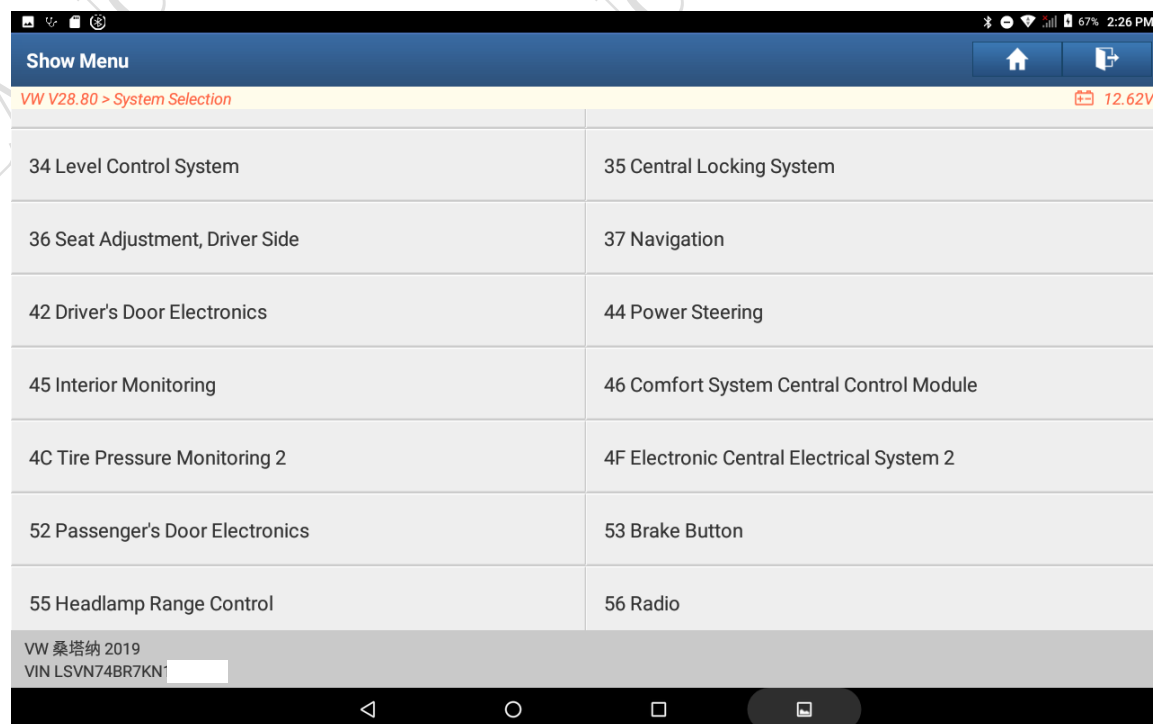 67% 2:26 PM
Show Menu
VW V28.80 > System Selection
12.62V
34 Level Control System
35 Central Locking System
36 Seat Adjustment, Driver Side
37 Navigation
42 Driver's Door Electronics
44 Power Steering
45 Interior Monitoring
46 Comfort System Central Control Module
4C Tire Pressure Monitoring 2
4F Electronic Central Electrical System 2
52 Passenger's Door Electronics
53 Brake Button
55 Headlamp Range Control
56 Radio
VW 桑塔纳 2019
VIN LSVN74BR7KN1